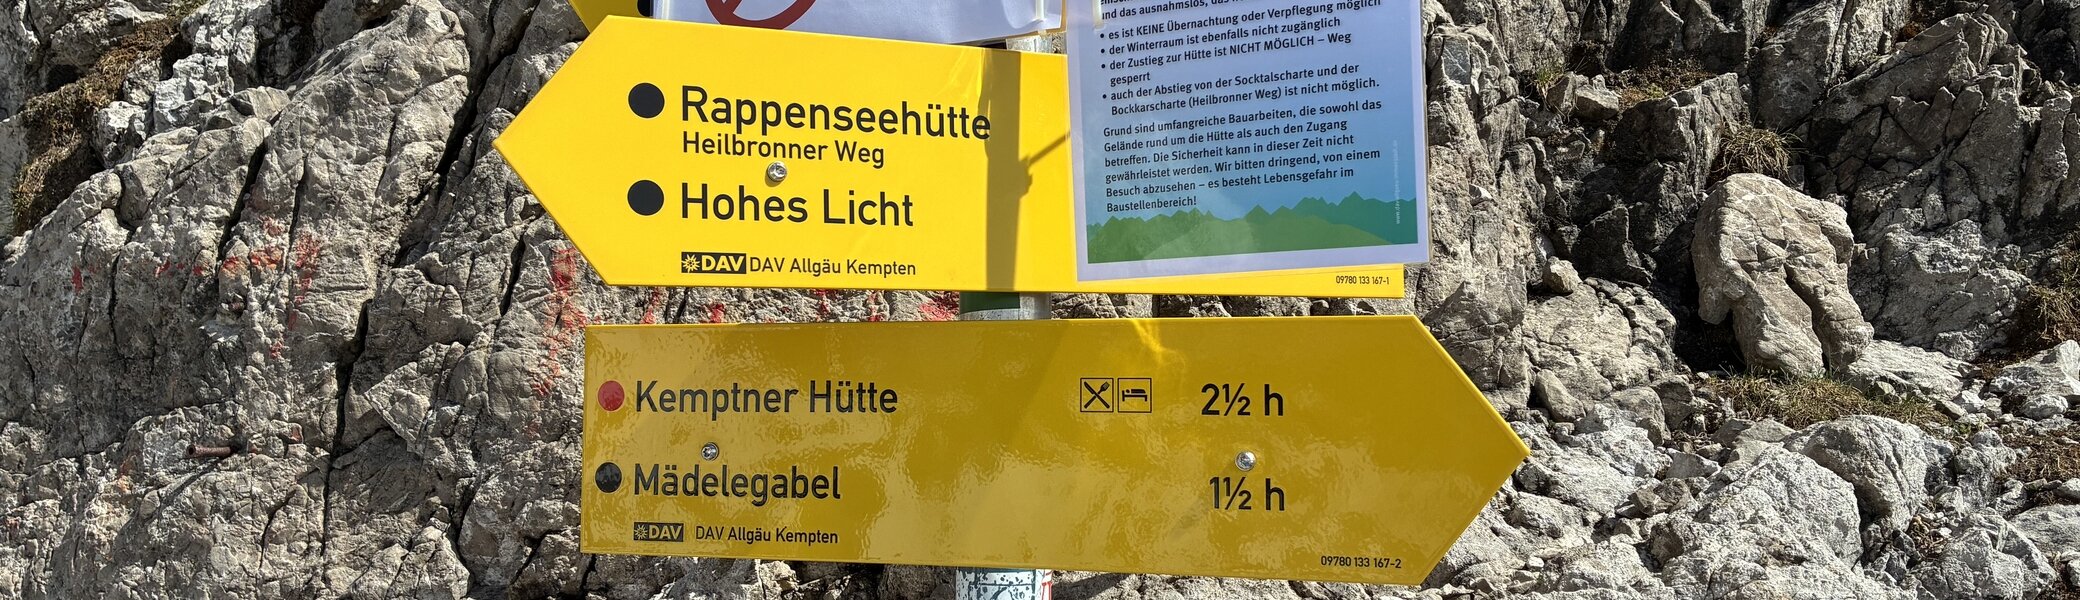 Rappenseehütte
Heilbronner Weg
Hohes Licht
DAV DAV Allgäu Kempten
09780 133 167-1
und das ausnahmslos, das
• es ist KEINE Übernachtung oder Verpflegung möglich
• der Winterraum ist ebenfalls nicht zugänglich
• der Zustieg zur Hütte ist NICHT MÖGLICH – Weg
gesperrt
• auch der Abstieg von der Socktalscharte und der
Bockkarscharte (Heilbronner Weg) ist nicht möglich.
Grund sind umfangreiche Bauarbeiten, die sowohl das
Gelände rund um die Hütte als auch den Zugang
betreffen. Die Sicherheit kann in dieser Zeit nicht
gewährleistet werden. Wir bitten dringend, von einem
Besuch abzusehen – es besteht Lebensgefahr im
Baustellenbereich!
Kemptner Hütte 2½ h
Mädelegabel 1½ h
DAV DAV Allgäu Kempten
09780 133 167-2